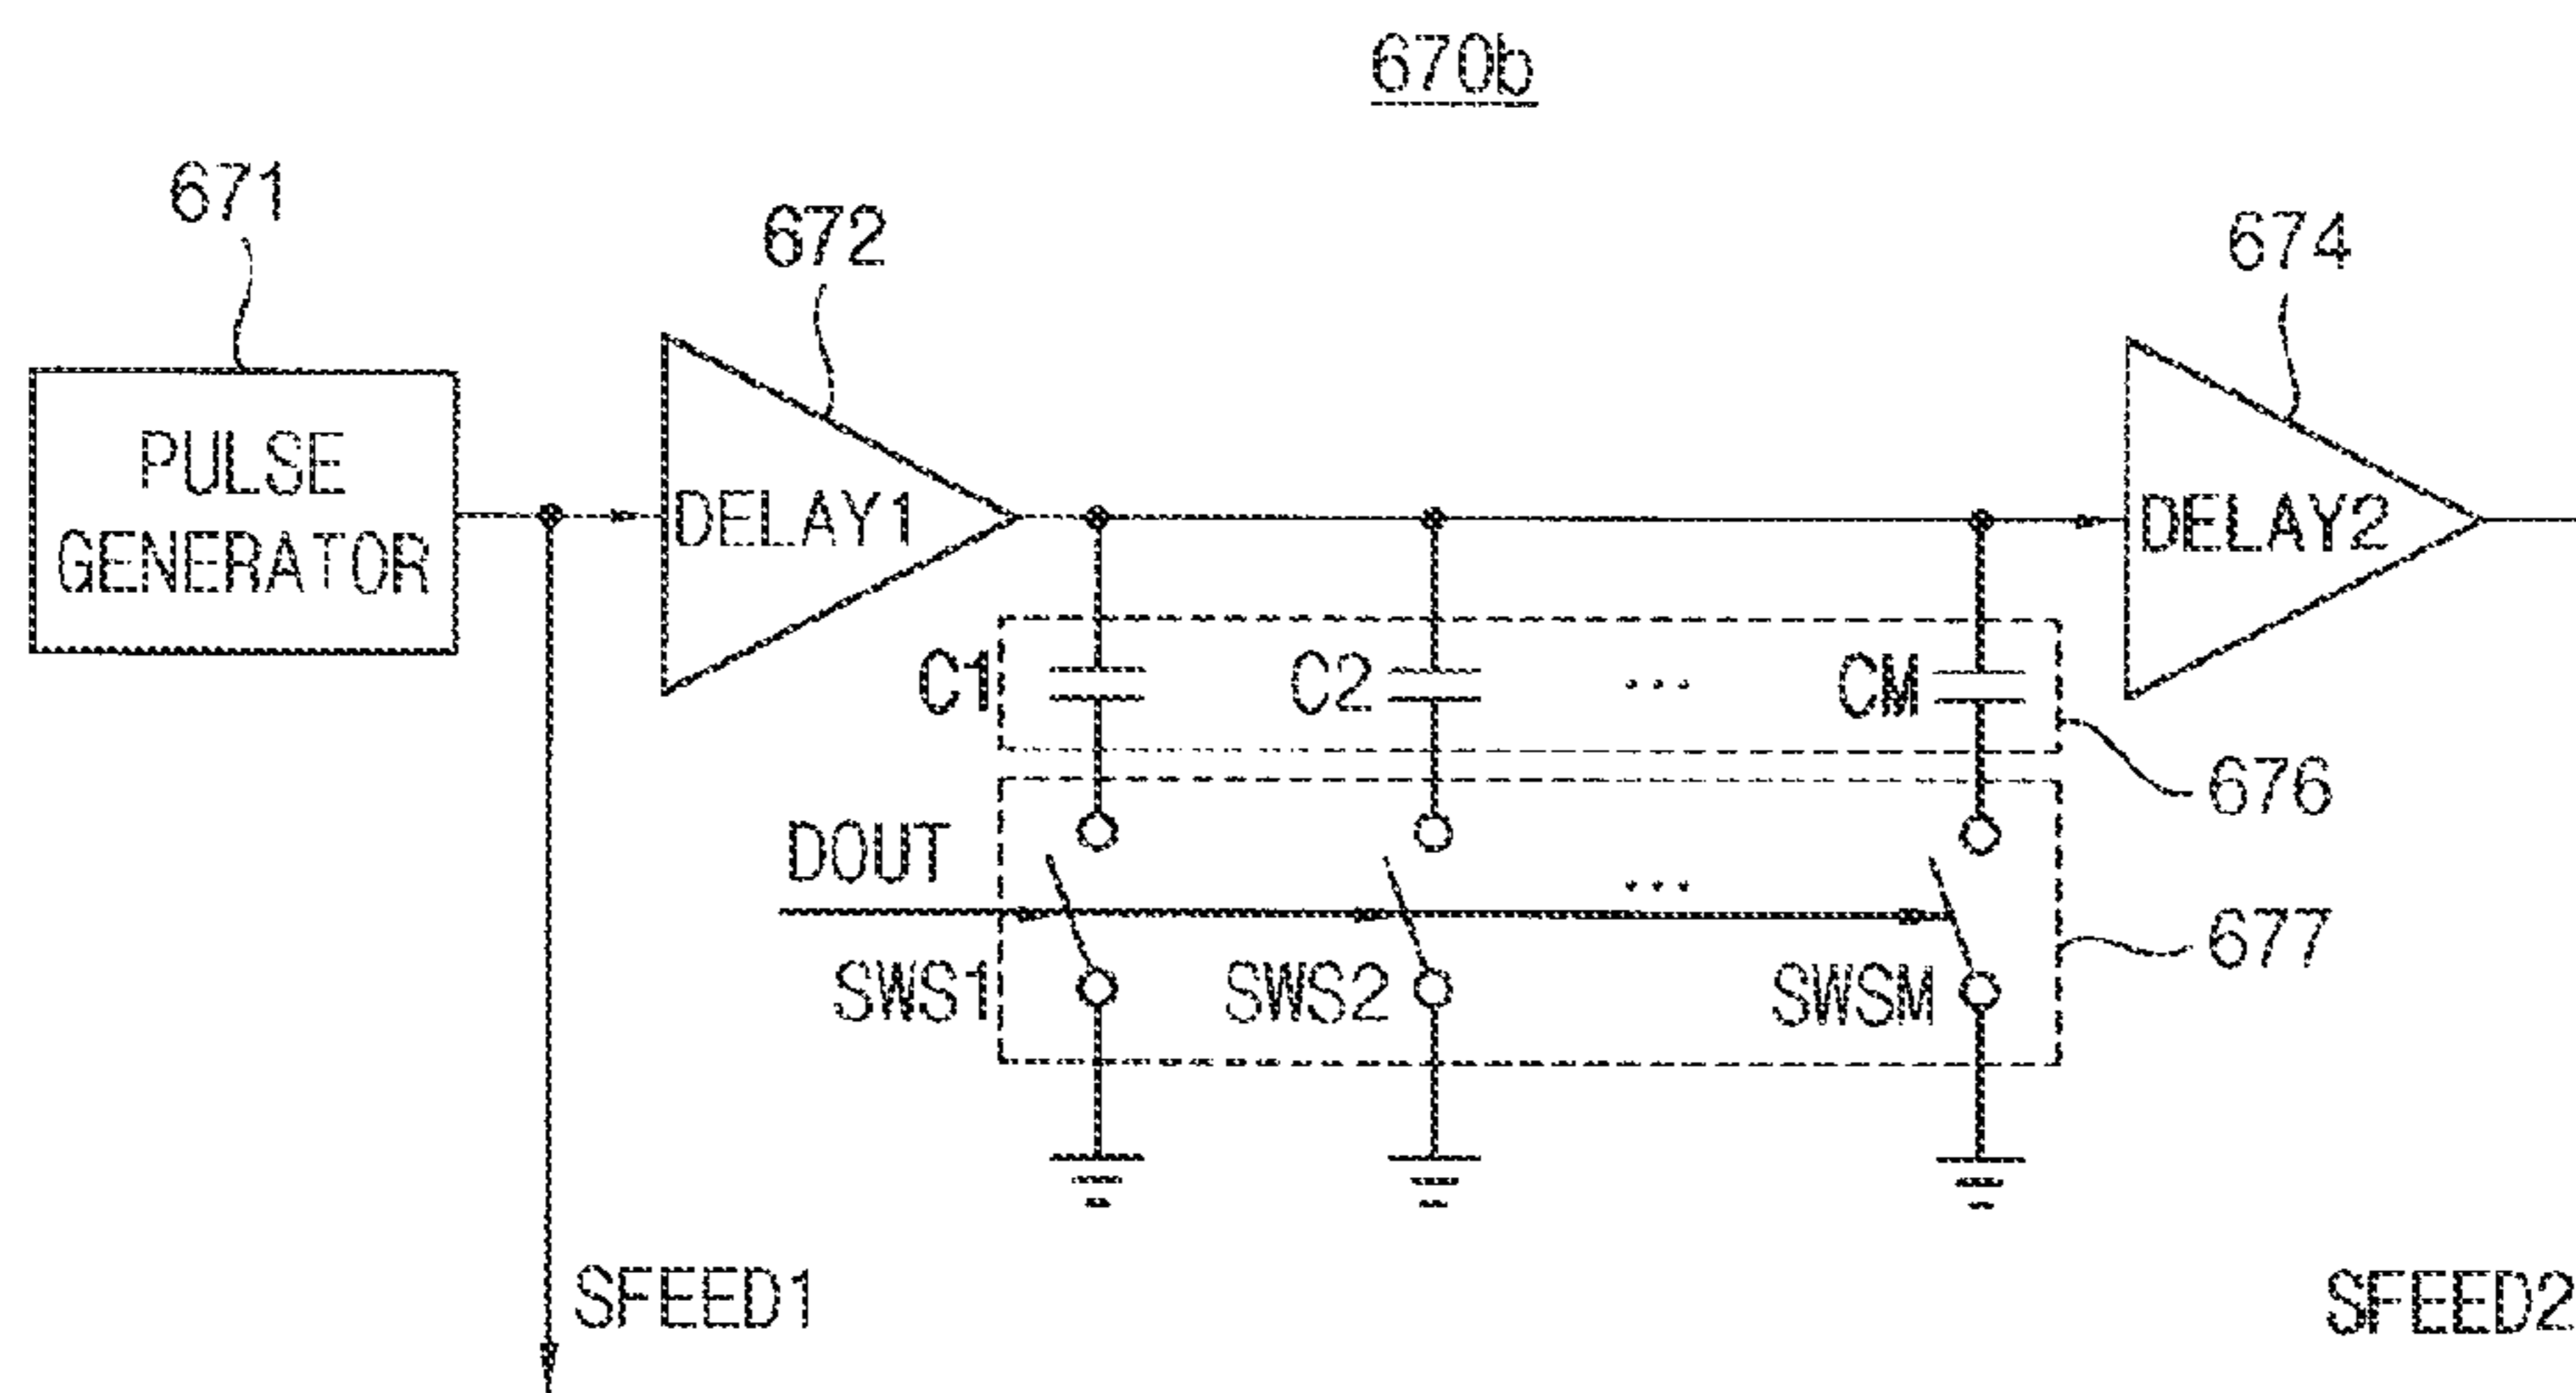 670b
671
672
674
PULSE
GENERATOR
DELAY1
DELAY2
C1
C2
...
CM
676
DOUT
...
677
SWS1
SWS2
SWSM
SFEED1
SFEED2